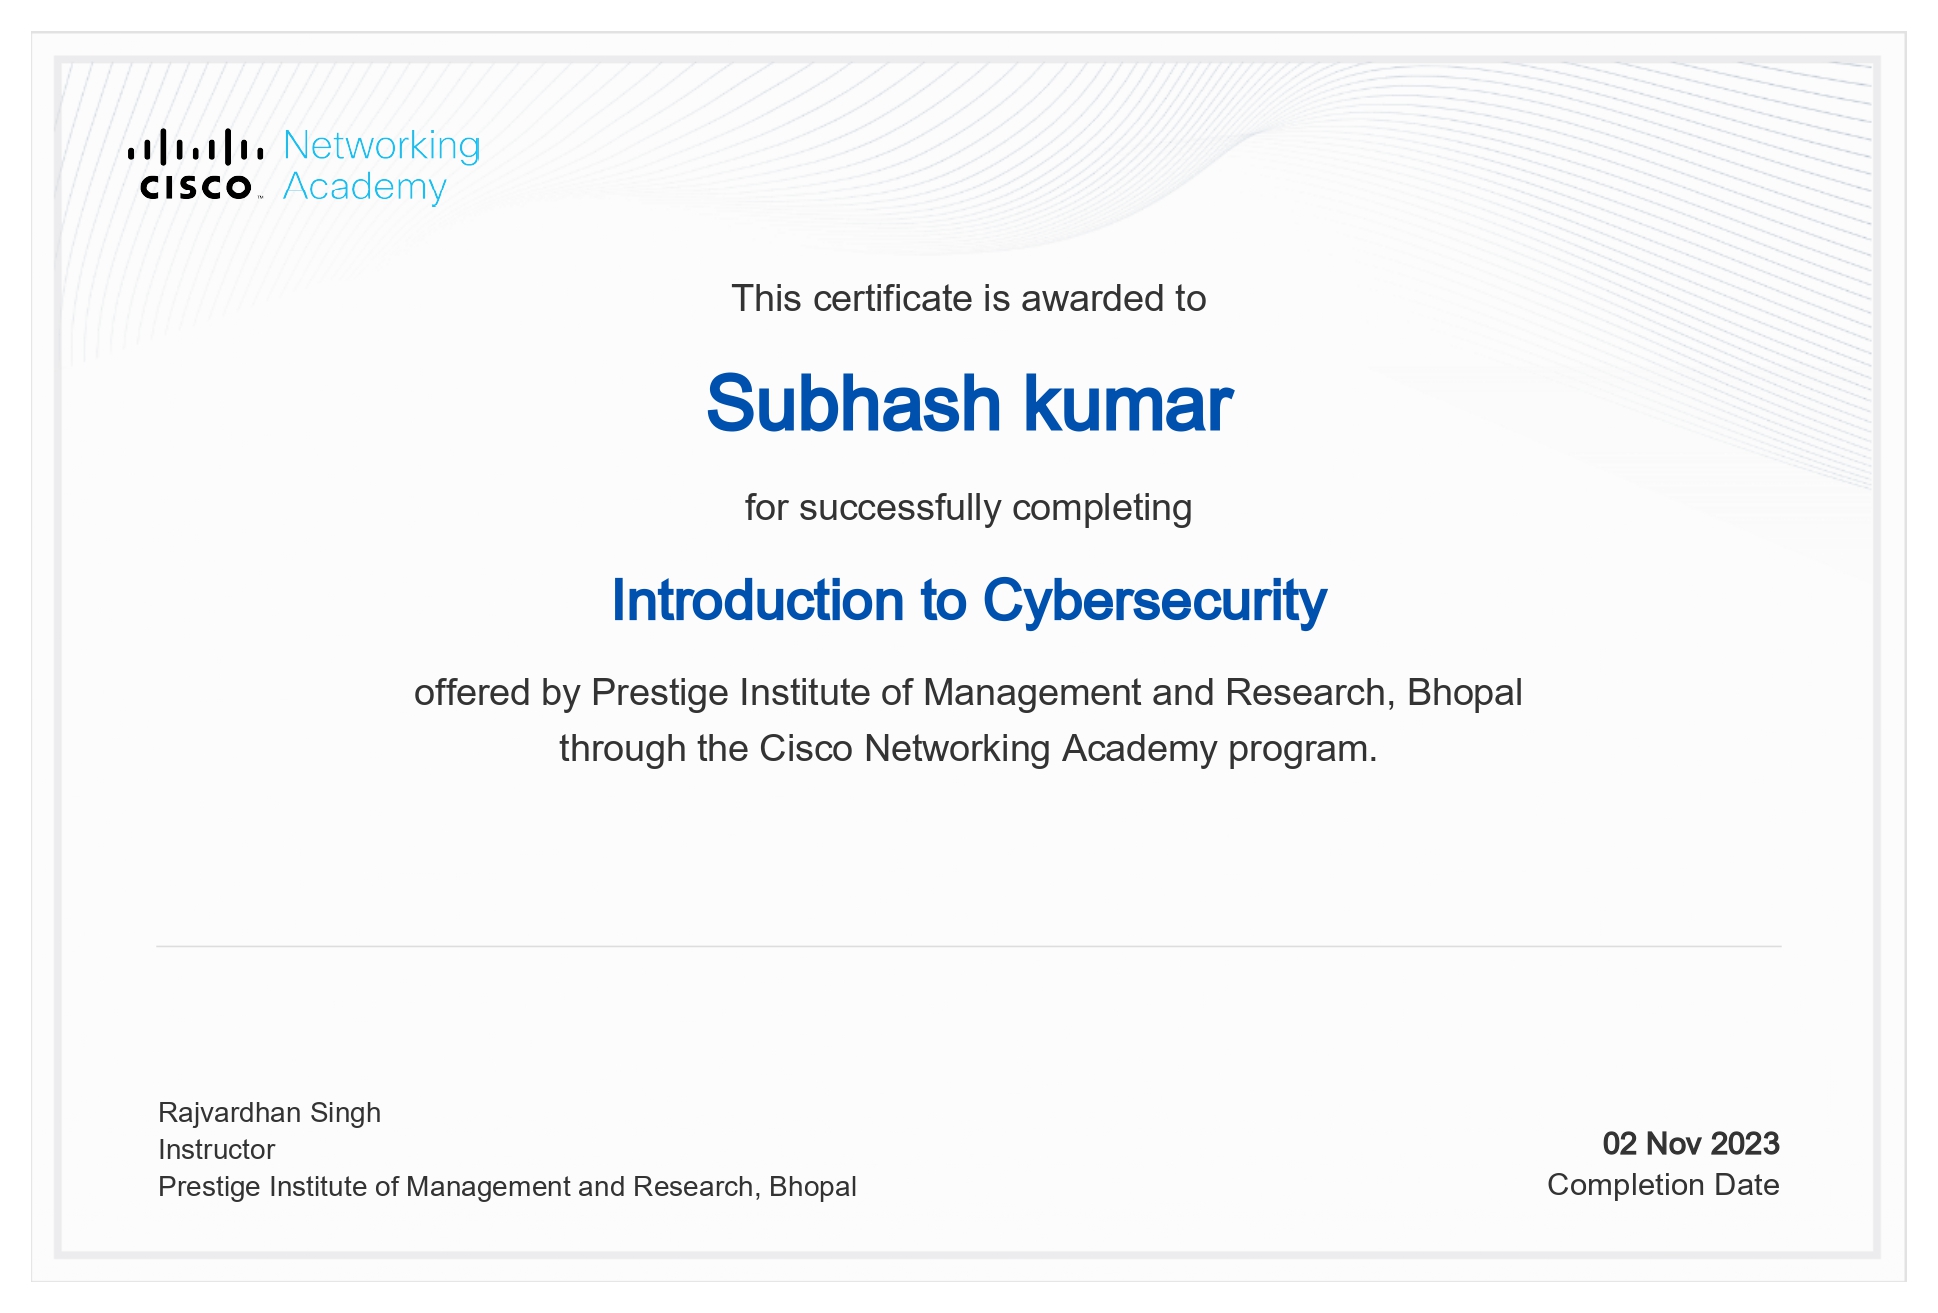 CISCO
Networking
Academy
This certificate is awarded to
Subhash kumar
for successfully completing
Introduction to Cybersecurity
offered by Prestige Institute of Management and Research, Bhopal
through the Cisco Networking Academy program.
Rajvardhan Singh
Instructor
Prestige Institute of Management and Research, Bhopal
02 Nov 2023
Completion Date